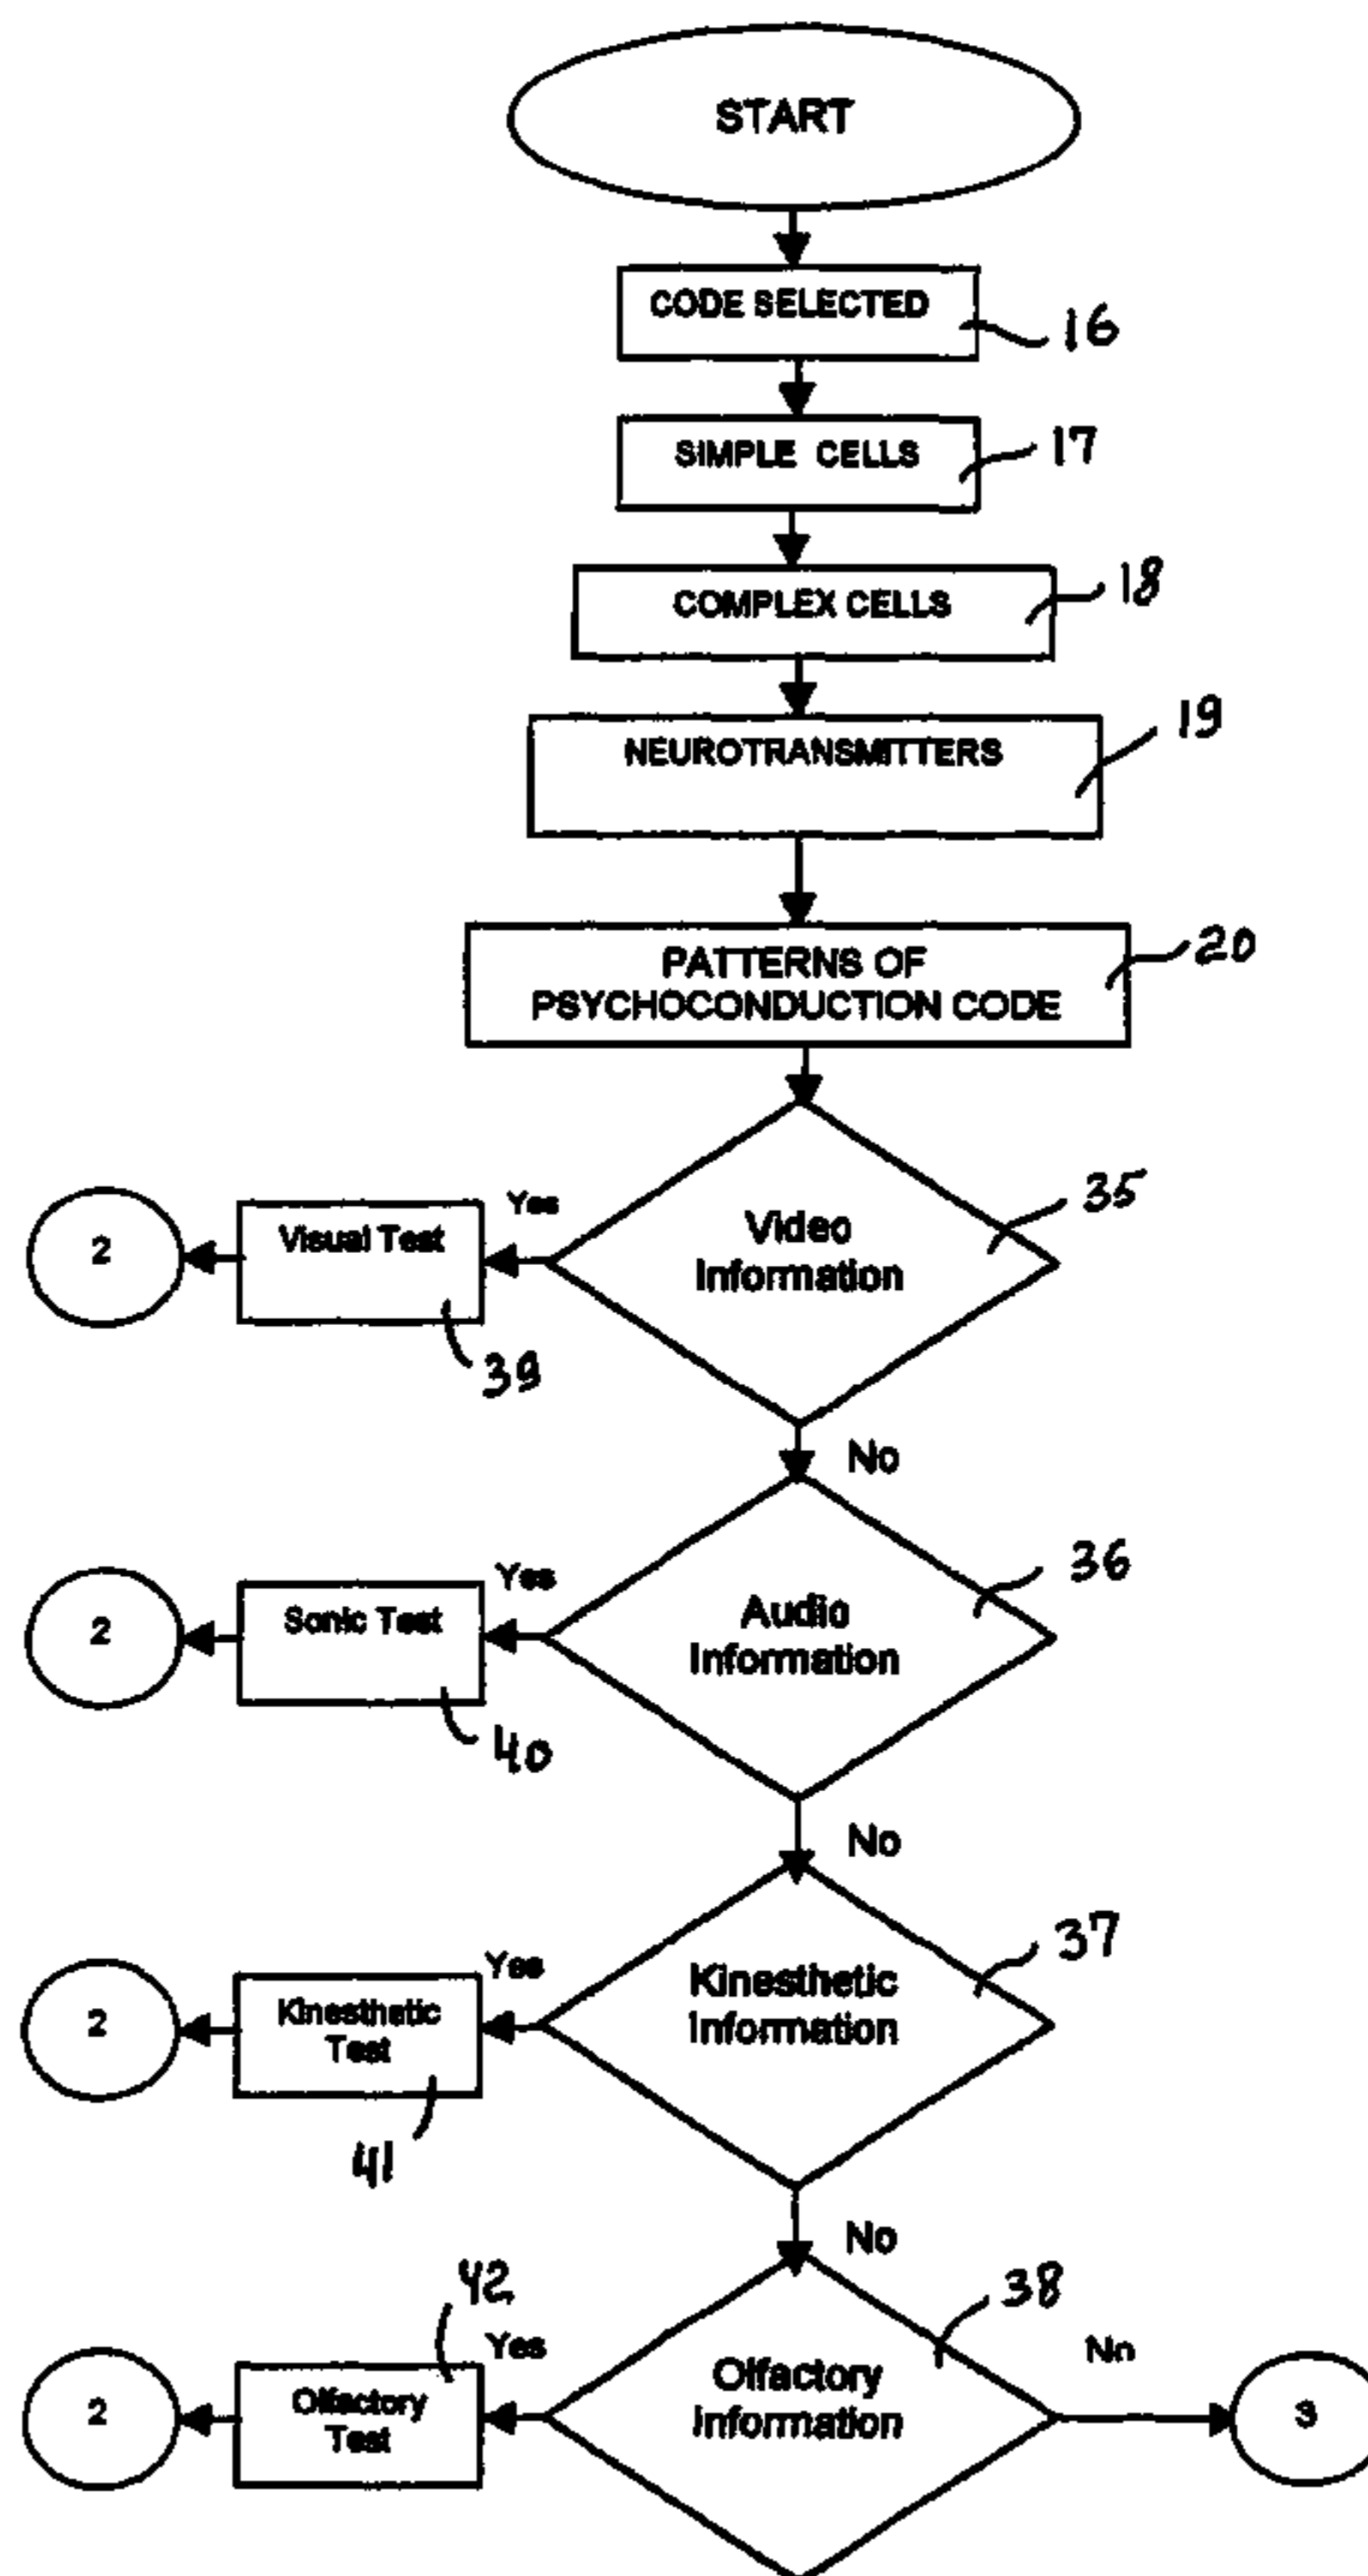 START
CODE SELECTED
16
SIMPLE CELLS
17
COMPLEX CELLS
18
NEUROTRANSMITTERS
19
PATTERNS OF
PSYCHOCONDUCTION CODE
20
Video
Information
35
Yes
Visual Test
39
2
No
Audio
Information
36
Yes
Sonic Test
40
2
No
Kinesthetic
Information
37
Yes
Kinesthetic
Test
41
2
No
Olfactory
Information
38
Yes
Olfactory
Test
42
2
No
3